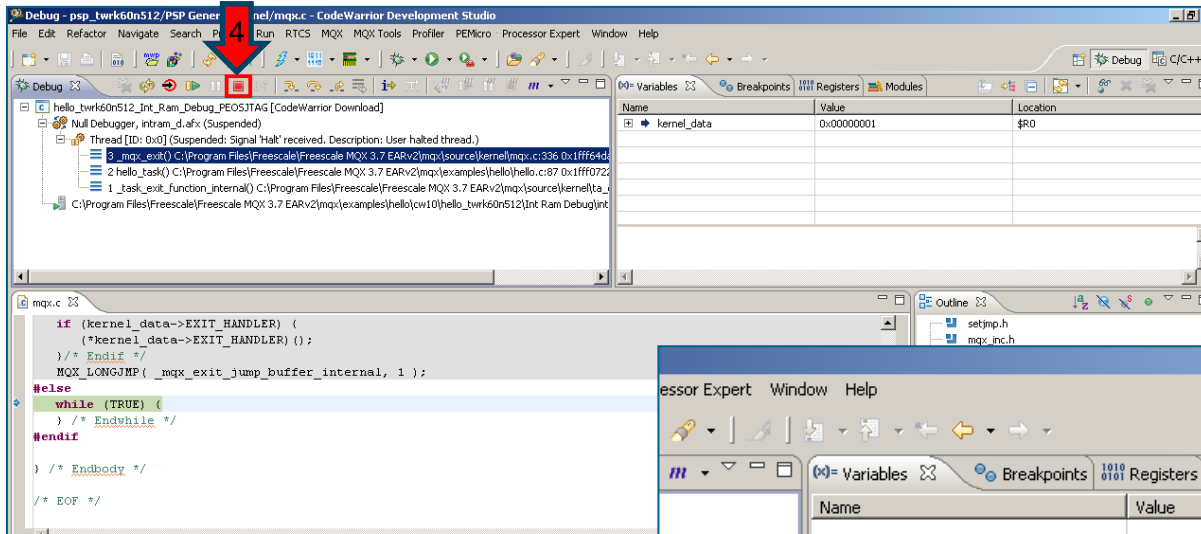 Debug - psp_twrk60n512/PSP Gener el/mqx.c - CodeWarrior Development Studio
File Edit Refactor Navigate Search P Run RTCS MQX MQX Tools Profiler PEMicro Processor Expert Window Help
4
Debug C/C++
Debug
(x)= Variables Breakpoints 1010 0101 Registers Modules
hello_twrk60n512_Int_Ram_Debug_PEOSJTAG [CodeWarrior Download]
Null Debugger, intram_d.afx (Suspended)
Thread [ID: 0x0] (Suspended: Signal 'Halt' received. Description: User halted thread.)
3 _mqx_exit() C:\Program Files\Freescale\Freescale MQX 3.7 EARv2\mqx\source\kernel\mqx.c:336 0x1fff64d
2 hello_task() C:\Program Files\Freescale\Freescale MQX 3.7 EARv2\mqx\examples\hello\hello.c:87 0x1fff0722
1 _task_exit_function_internal() C:\Program Files\Freescale\Freescale MQX 3.7 EARv2\mqx\source\kernel\ta_
C:\Program Files\Freescale\Freescale MQX 3.7 EARv2\mqx\examples\hello\cw10\hello_twrk60n512\Int Ram Debug\int
Name Value Location
kernel_data 0x00000001 $R0
mqx.c
if (kernel_data->EXIT_HANDLER) {
(*kernel_data->EXIT_HANDLER)();
}/* Endif */
MQX_LONGJMP( _mqx_exit_jump_buffer_internal, 1 );
#else
while (TRUE) {
} /* Endwhile */
#endif
} /* Endbody */
/* EOF */
Outline
setjmp.h
mqx_inc.h
essor Expert Window Help
(x)= Variables Breakpoints 1010 0101 Registers
Name Value